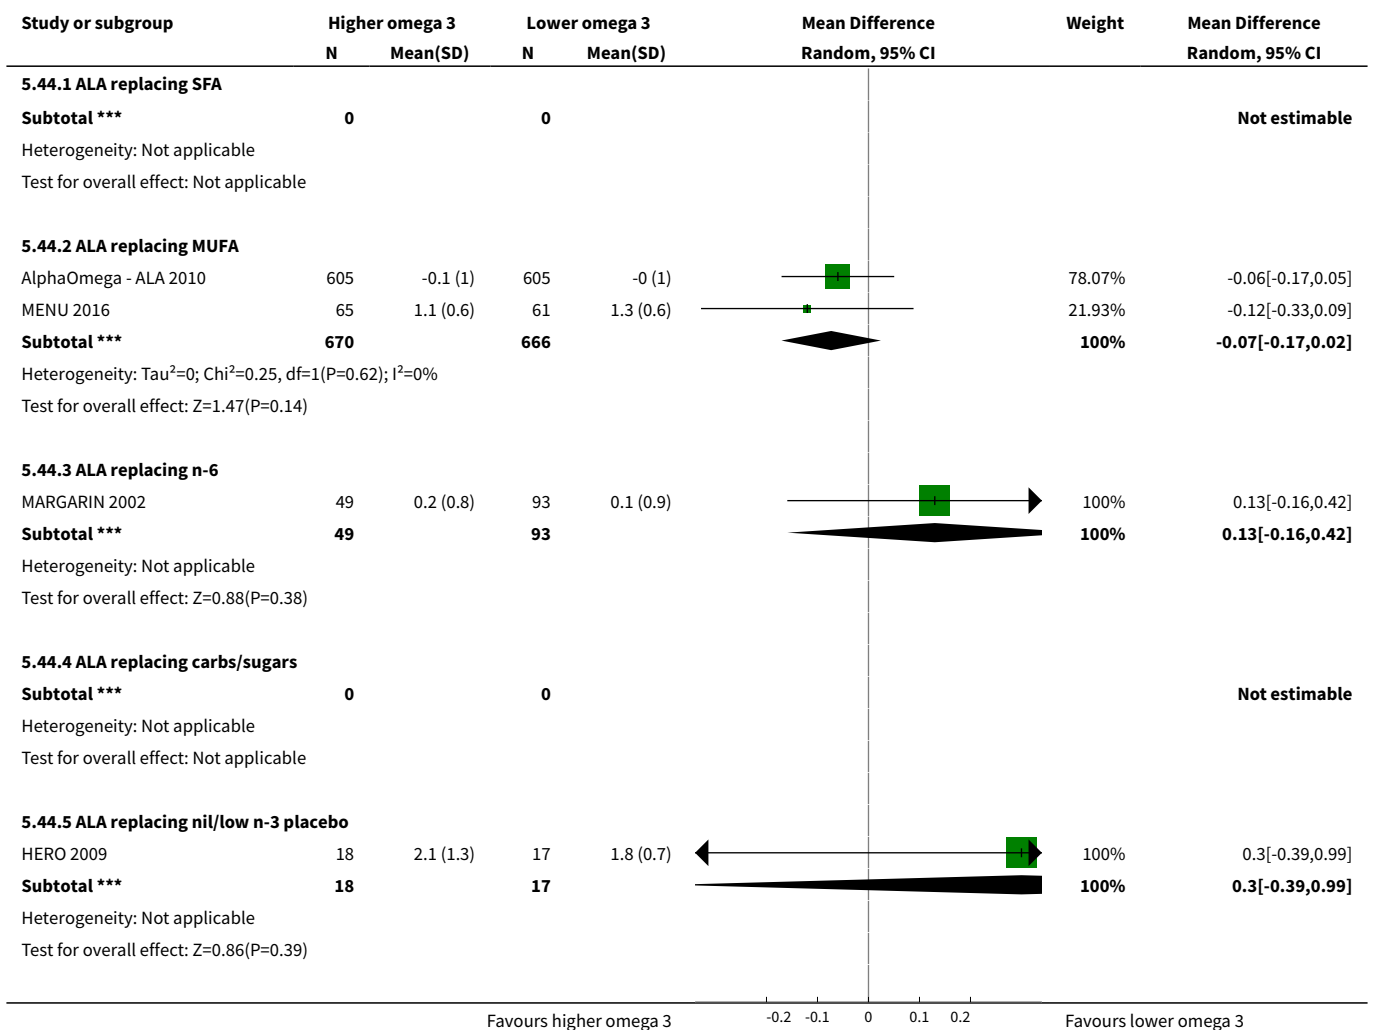 Study or subgroup Higher omega 3 Lower omega 3 Mean Difference Weight Mean Difference
N Mean(SD) N Mean(SD) Random, 95% CI Random, 95% CI
5.44.1 ALA replacing SFA
Subtotal *** 0 0 Not estimable
Heterogeneity: Not applicable
Test for overall effect: Not applicable
5.44.2 ALA replacing MUFA
AlphaOmega - ALA 2010 605 -0.1 (1) 605 -0 (1) 78.07% -0.06[-0.17,0.05]
MENU 2016 65 1.1 (0.6) 61 1.3 (0.6) 21.93% -0.12[-0.33,0.09]
Subtotal *** 670 666 100% -0.07[-0.17,0.02]
Heterogeneity: Tau²=0; Chi²=0.25, df=1(P=0.62); I²=0%
Test for overall effect: Z=1.47(P=0.14)
5.44.3 ALA replacing n-6
MARGARIN 2002 49 0.2 (0.8) 93 0.1 (0.9) 100% 0.13[-0.16,0.42]
Subtotal *** 49 93 100% 0.13[-0.16,0.42]
Heterogeneity: Not applicable
Test for overall effect: Z=0.88(P=0.38)
5.44.4 ALA replacing carbs/sugars
Subtotal *** 0 0 Not estimable
Heterogeneity: Not applicable
Test for overall effect: Not applicable
5.44.5 ALA replacing nil/low n-3 placebo
HERO 2009 18 2.1 (1.3) 17 1.8 (0.7) 100% 0.3[-0.39,0.99]
Subtotal *** 18 17 100% 0.3[-0.39,0.99]
Heterogeneity: Not applicable
Test for overall effect: Z=0.86(P=0.39)
Favours higher omega 3 -0.2 -0.1 0 0.1 0.2 Favours lower omega 3